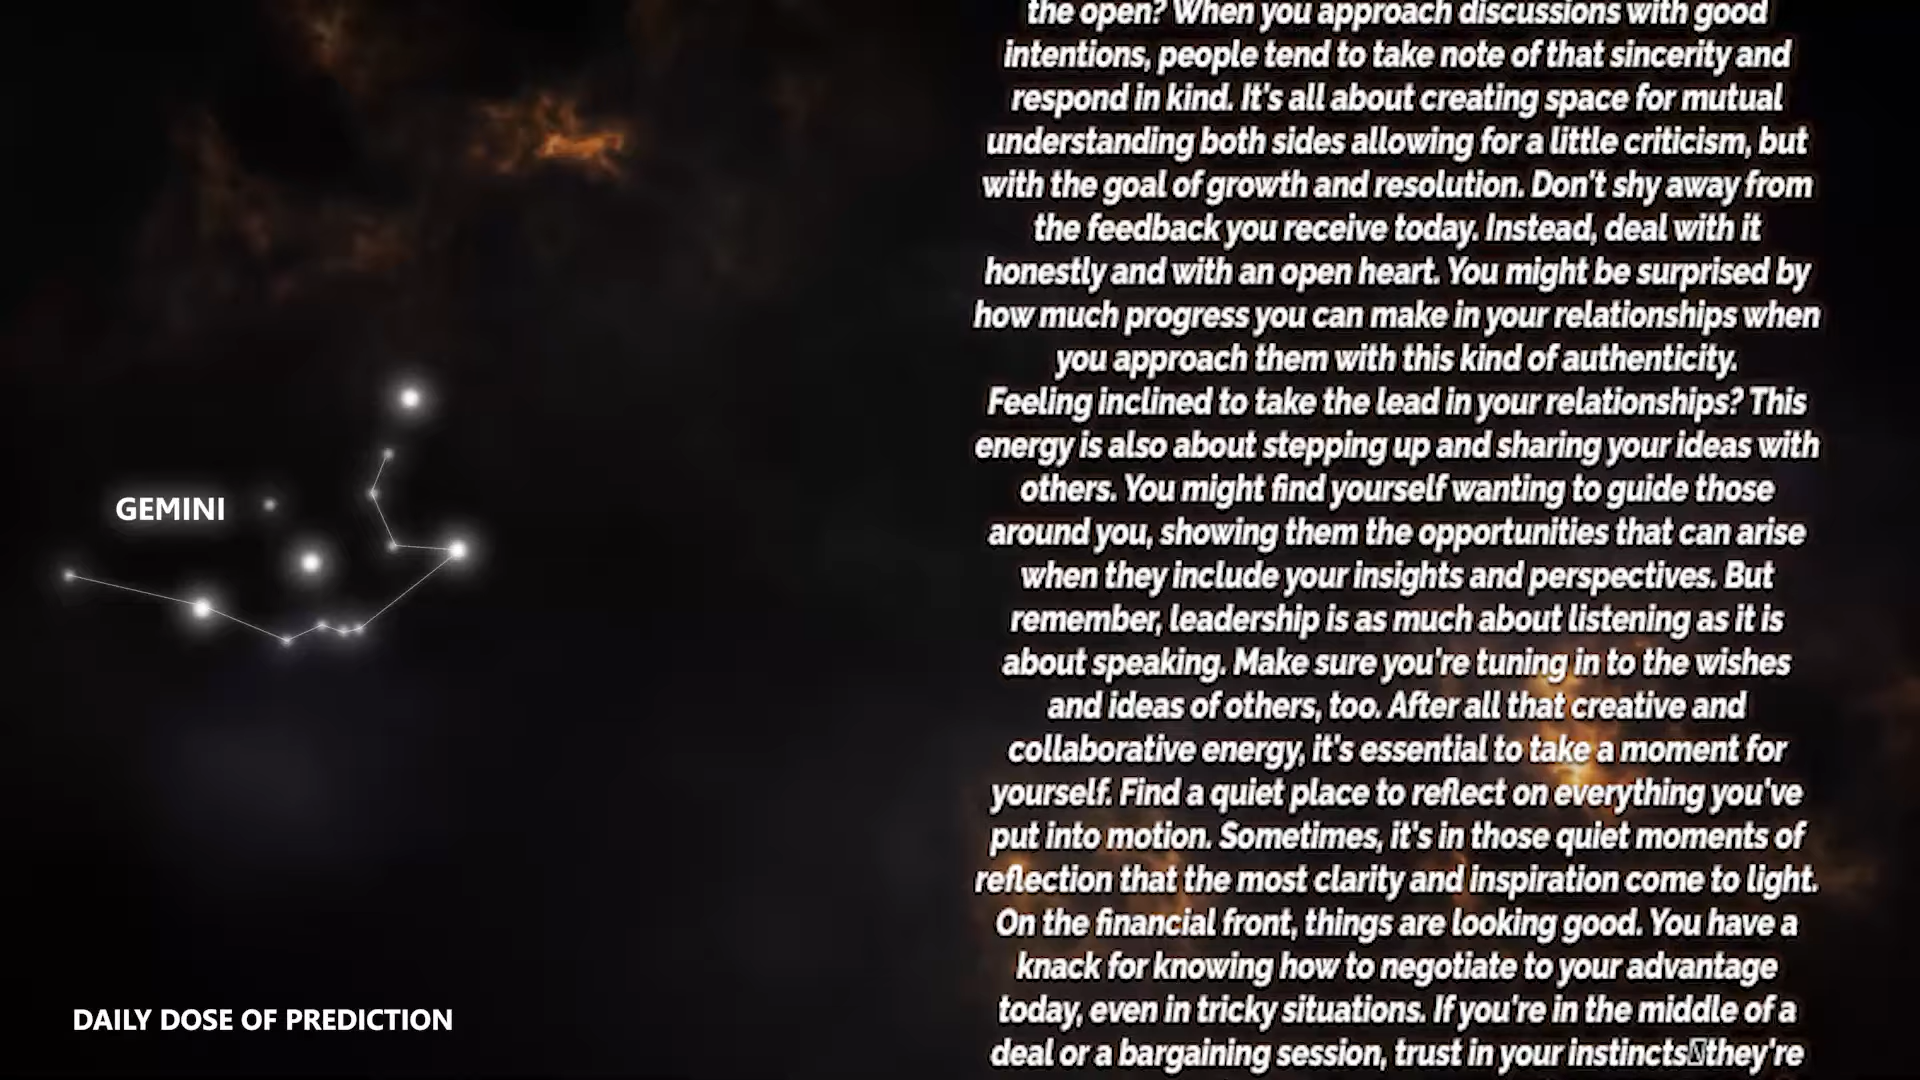 the open? When you approach discussions with good
intentions, people tend to take note of that sincerity and
respond in kind. It's all about creating space for mutual
understanding both sides allowing for a little criticism, but
with the goal of growth and resolution. Don't shy away from
the feedback you receive today. Instead, deal with it
honestly and with an open heart. You might be surprised by
how much progress you can make in your relationships when
you approach them with this kind of authenticity.
Feeling inclined to take the lead in your relationships? This
energy is also about stepping up and sharing your ideas with
others. You might find yourself wanting to guide those
around you, showing them the opportunities that can arise
when they include your insights and perspectives. But
remember, leadership is as much about listening as it is
about speaking. Make sure you're tuning in to the wishes
and ideas of others, too. After all that creative and
collaborative energy, it's essential to take a moment for
yourself. Find a quiet place to reflect on everything you've
put into motion. Sometimes, it's in those quiet moments of
reflection that the most clarity and inspiration come to light.
On the financial front, things are looking good. You have a
knack for knowing how to negotiate to your advantage
today, even in tricky situations. If you're in the middle of a
deal or a bargaining session, trust in your instincts they're
GEMINI
DAILY DOSE OF PREDICTION